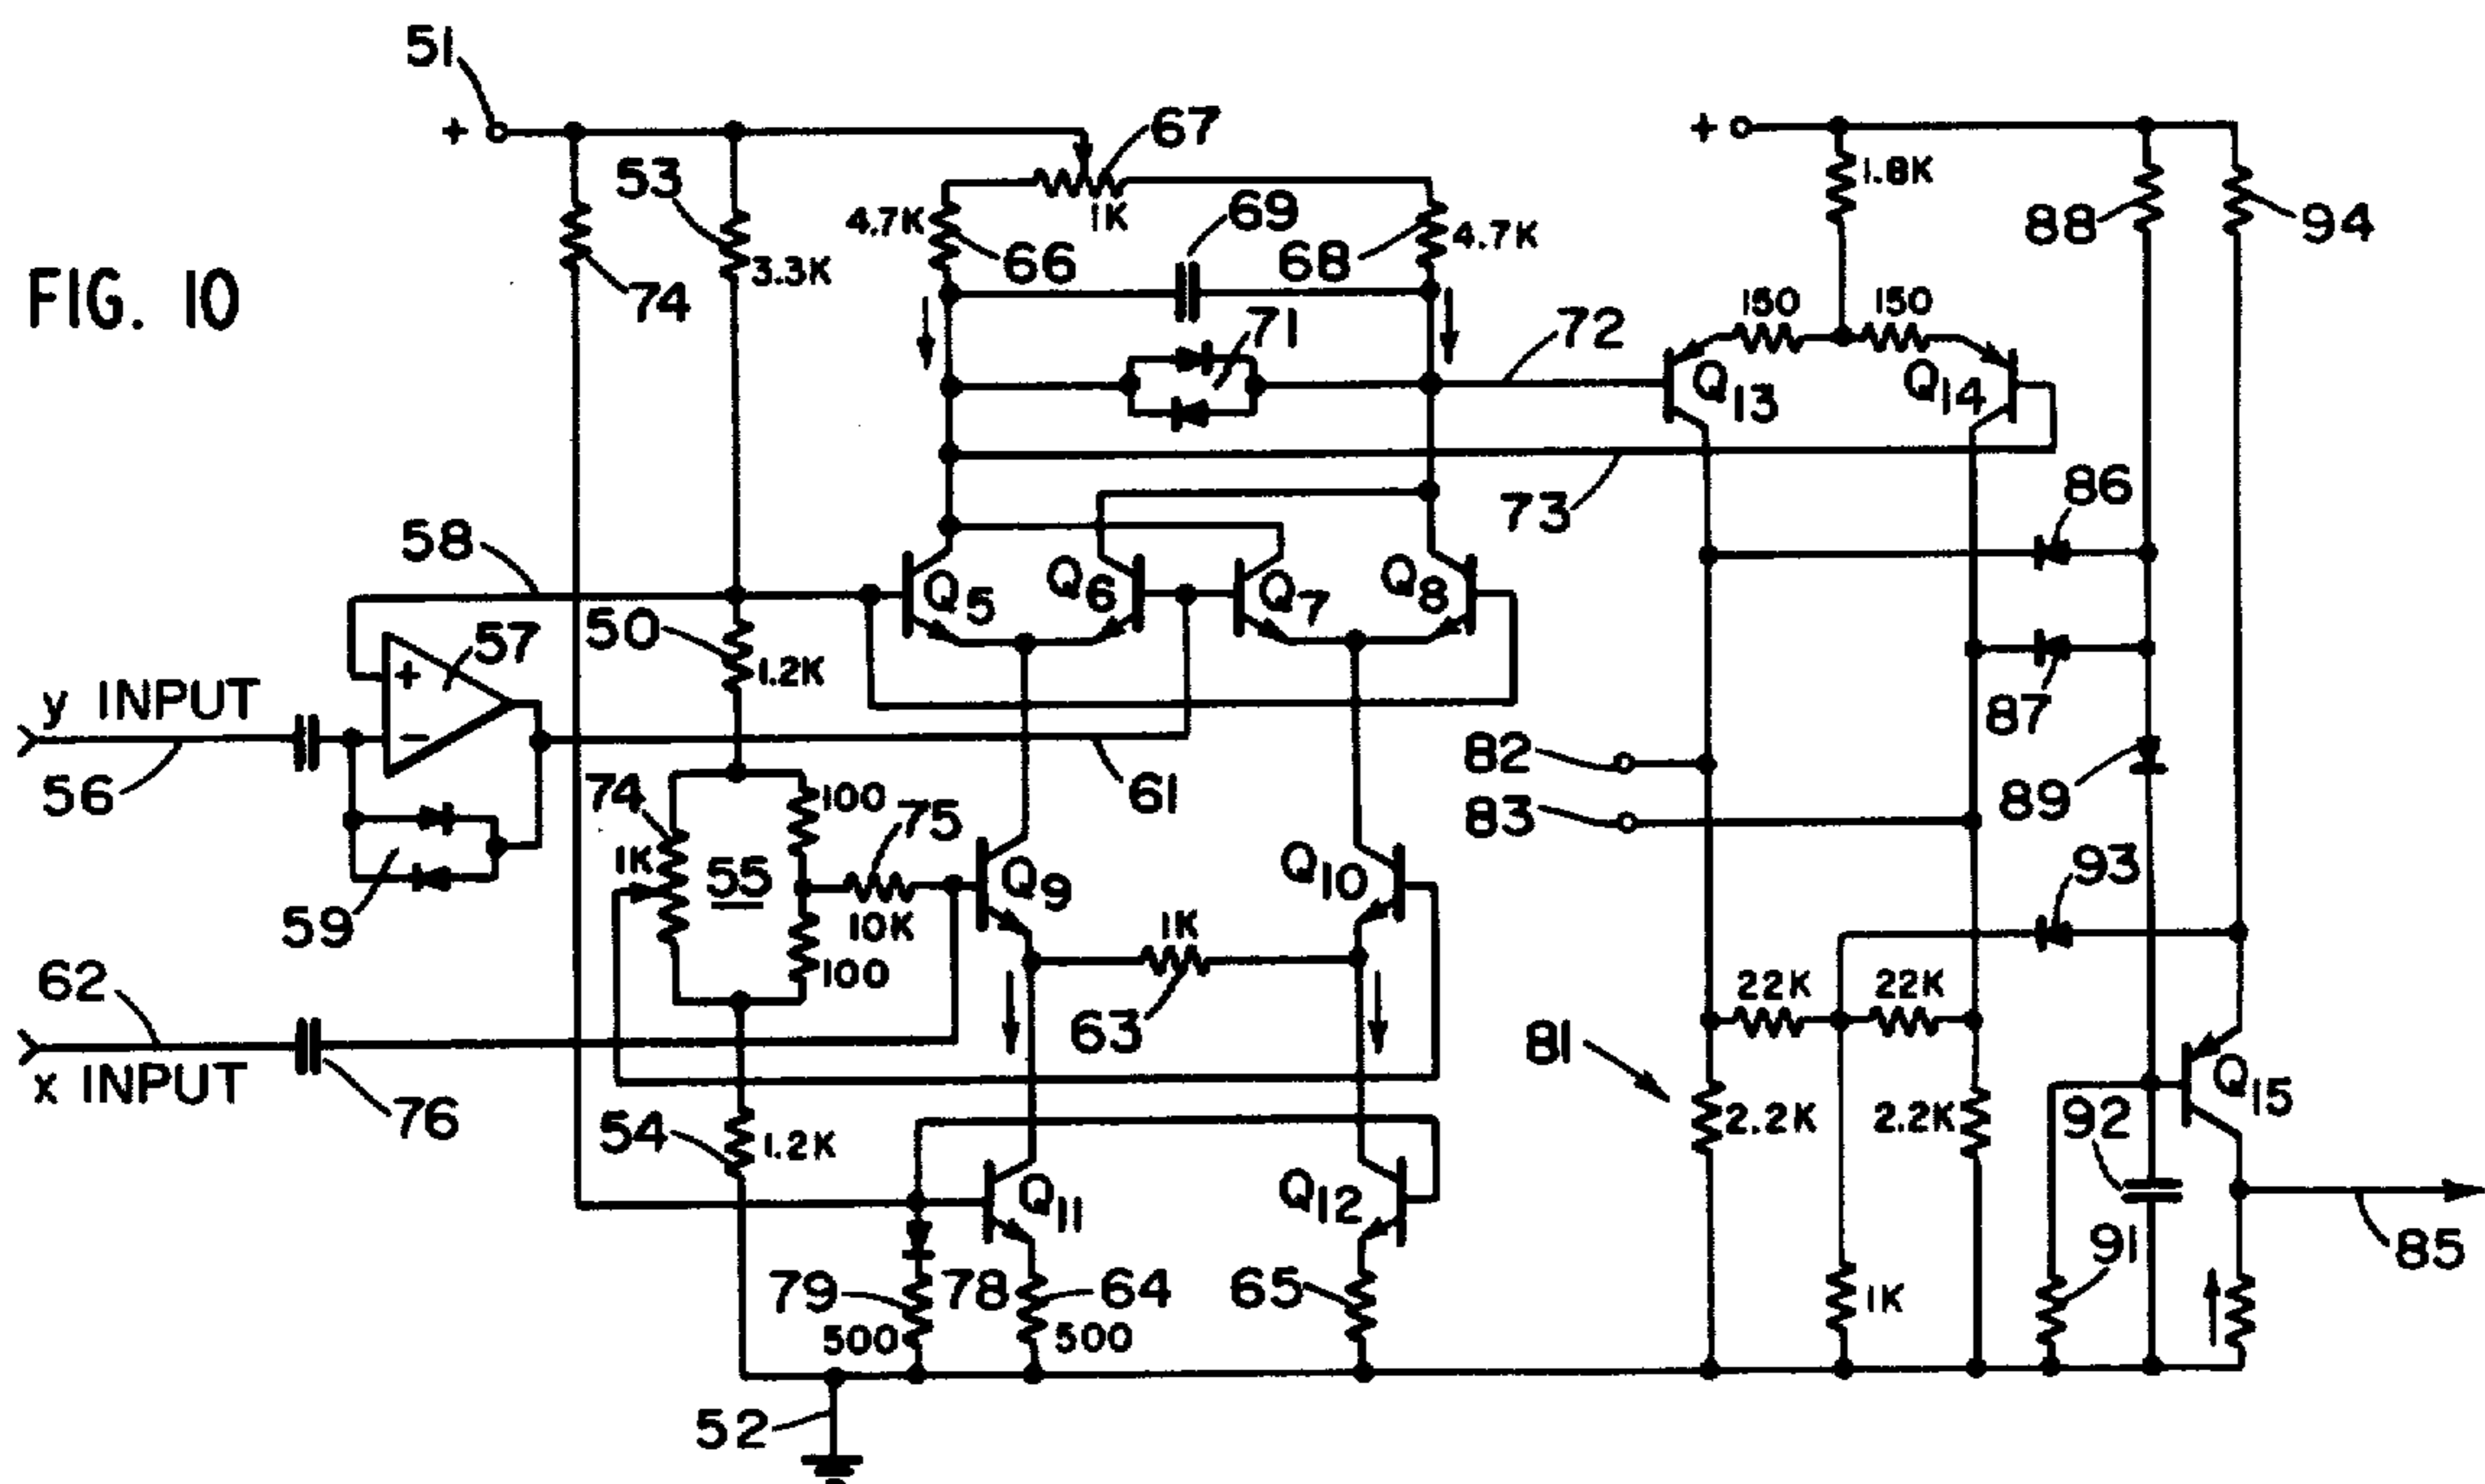 FIG. 10
51
+
53
3.3K
74
67
1K
4.7K
66
69
68
4.7K
71
72
73
+
1.8K
150
150
88
94
Q13
Q14
86
87
58
50
1.2K
Q5
Q6
Q7
Q8
57
+
-
y INPUT
56
59
61
82
83
89
93
74
1K
55
100
75
10K
100
Q9
Q10
1K
63
62
x INPUT
76
54
1.2K
81
22K
22K
2.2K
2.2K
Q15
92
91
85
Q11
Q12
79
500
78
64
500
65
1K
52